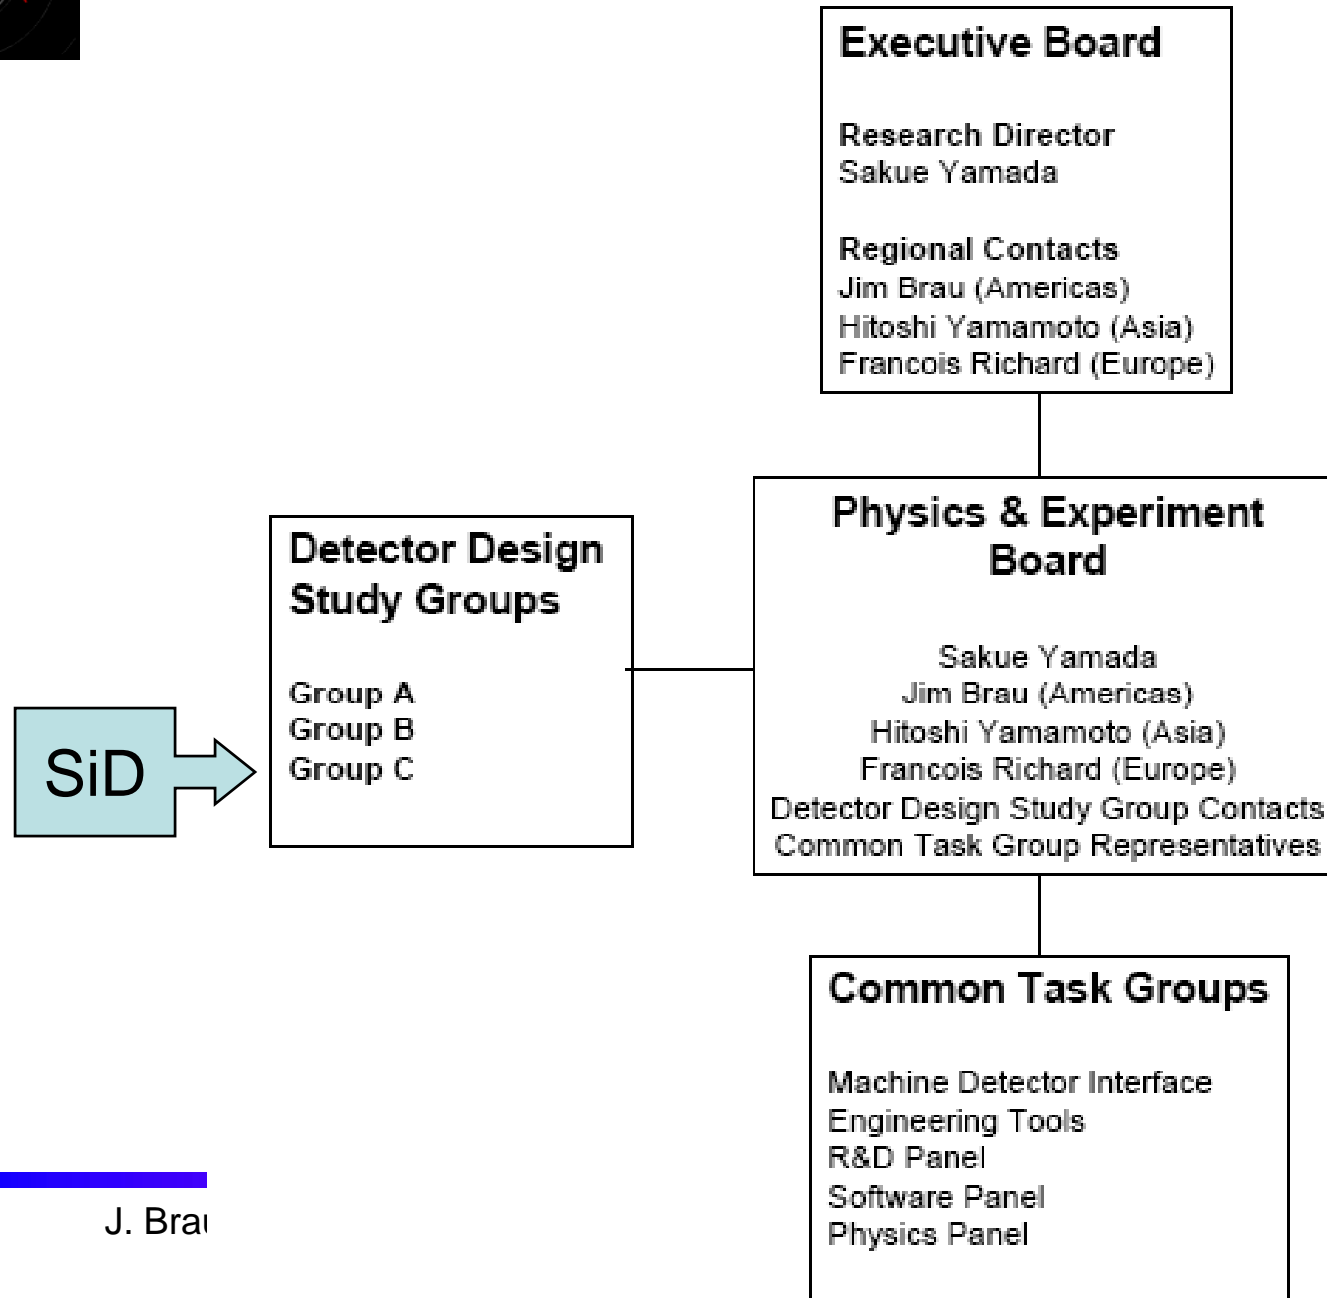 Executive Board
Research Director
Sakue Yamada
Regional Contacts
Jim Brau (Americas)
Hitoshi Yamamoto (Asia)
Francois Richard (Europe)
Physics & Experiment
Board
Sakue Yamada
Jim Brau (Americas)
Hitoshi Yamamoto (Asia)
Francois Richard (Europe)
Detector Design Study Group Contacts
Common Task Group Representatives
Detector Design
Study Groups
Group A
Group B
Group C
SiD
Common Task Groups
Machine Detector Interface
Engineering Tools
R&D Panel
Software Panel
Physics Panel
J.